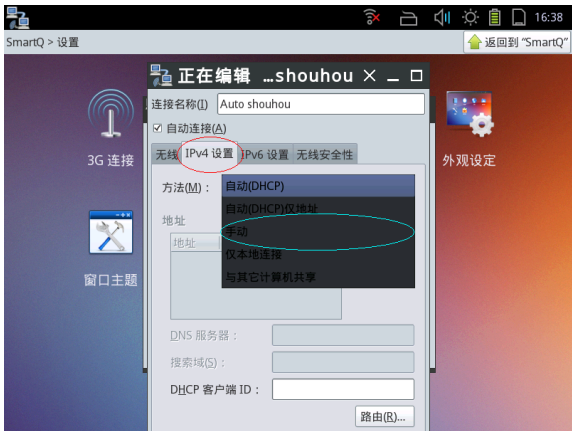 16:38
SmartQ > 设置
返回到 “SmartQ”
正在编辑 …shouhou
连接名称(I) Auto shouhou
自动连接(A)
3G 连接
无线 IPv4 设置 IPv6 设置 无线安全性
外观设定
方法(M)： 自动(DHCP)
自动(DHCP)仅地址
地址
手动
地址
仅本地连接
窗口主题
与其它计算机共享
DNS 服务器：
搜索域(S)：
DHCP 客户端 ID：
路由(R)...